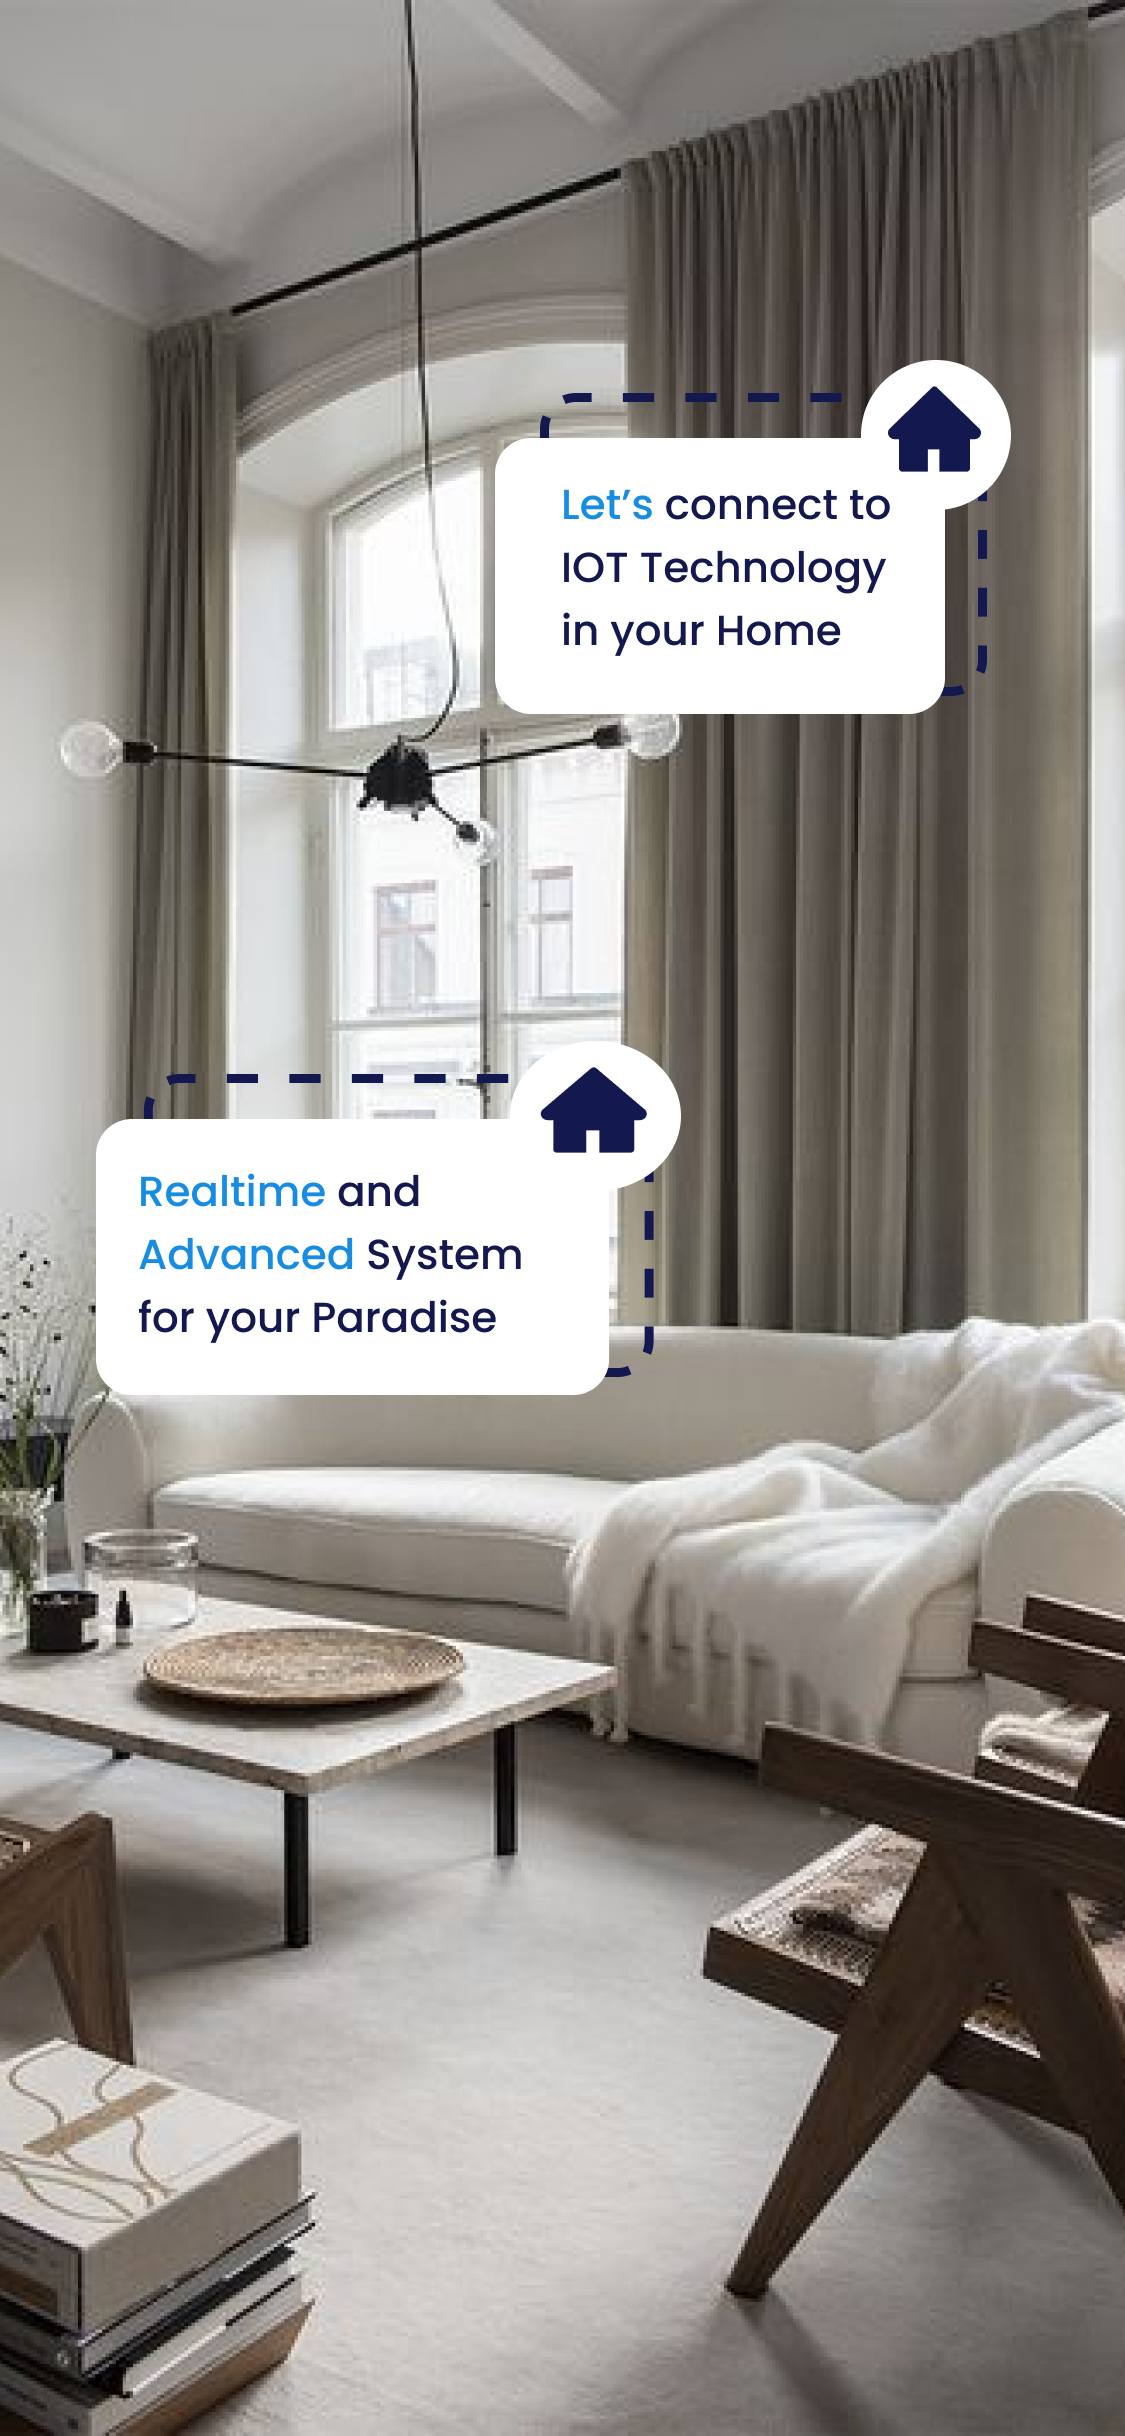 Let’s connect to
IOT Technology
in your Home
Realtime and
Advanced System
for your Paradise